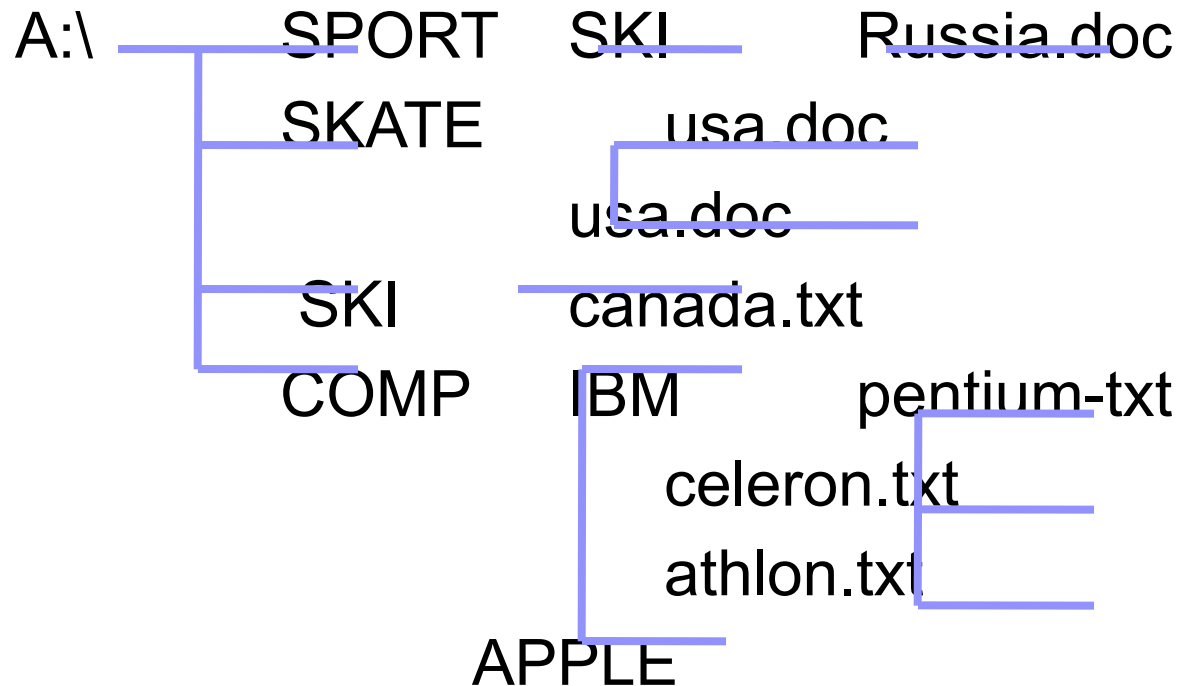 A:\ SPORT SKI Russia.doc
SKATE usa.doc
usa.doc
SKI canada.txt
COMP IBM pentium-txt
celeron.txt
athlon.txt
APPLE